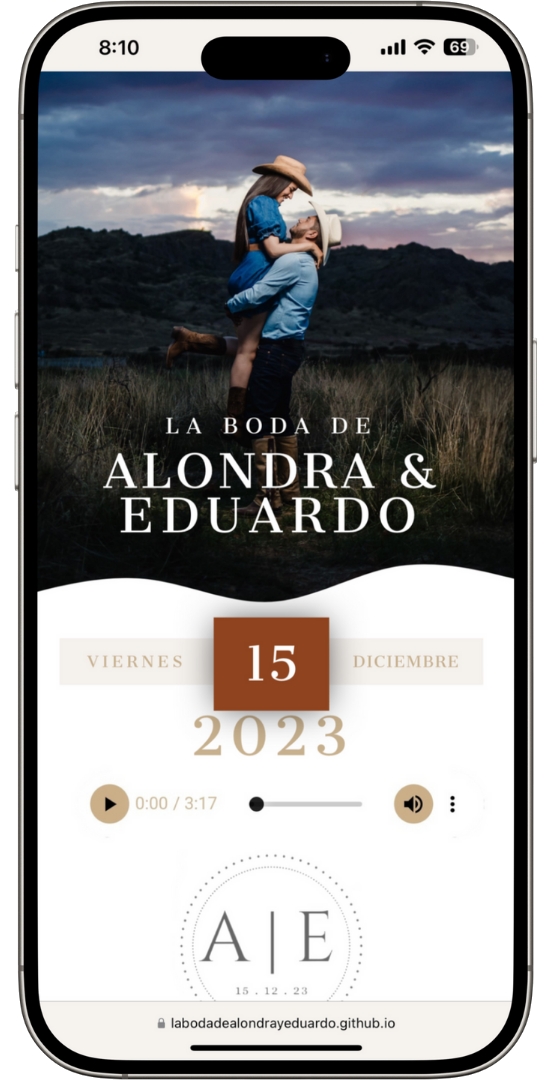 8:10
69
LA BODA DE
ALONDRA &
EDUARDO
VIERNES 15 DICIEMBRE
2023
0:00 / 3:17
A | E
15 . 12 . 23
labodadealondrayeduardo.github.io